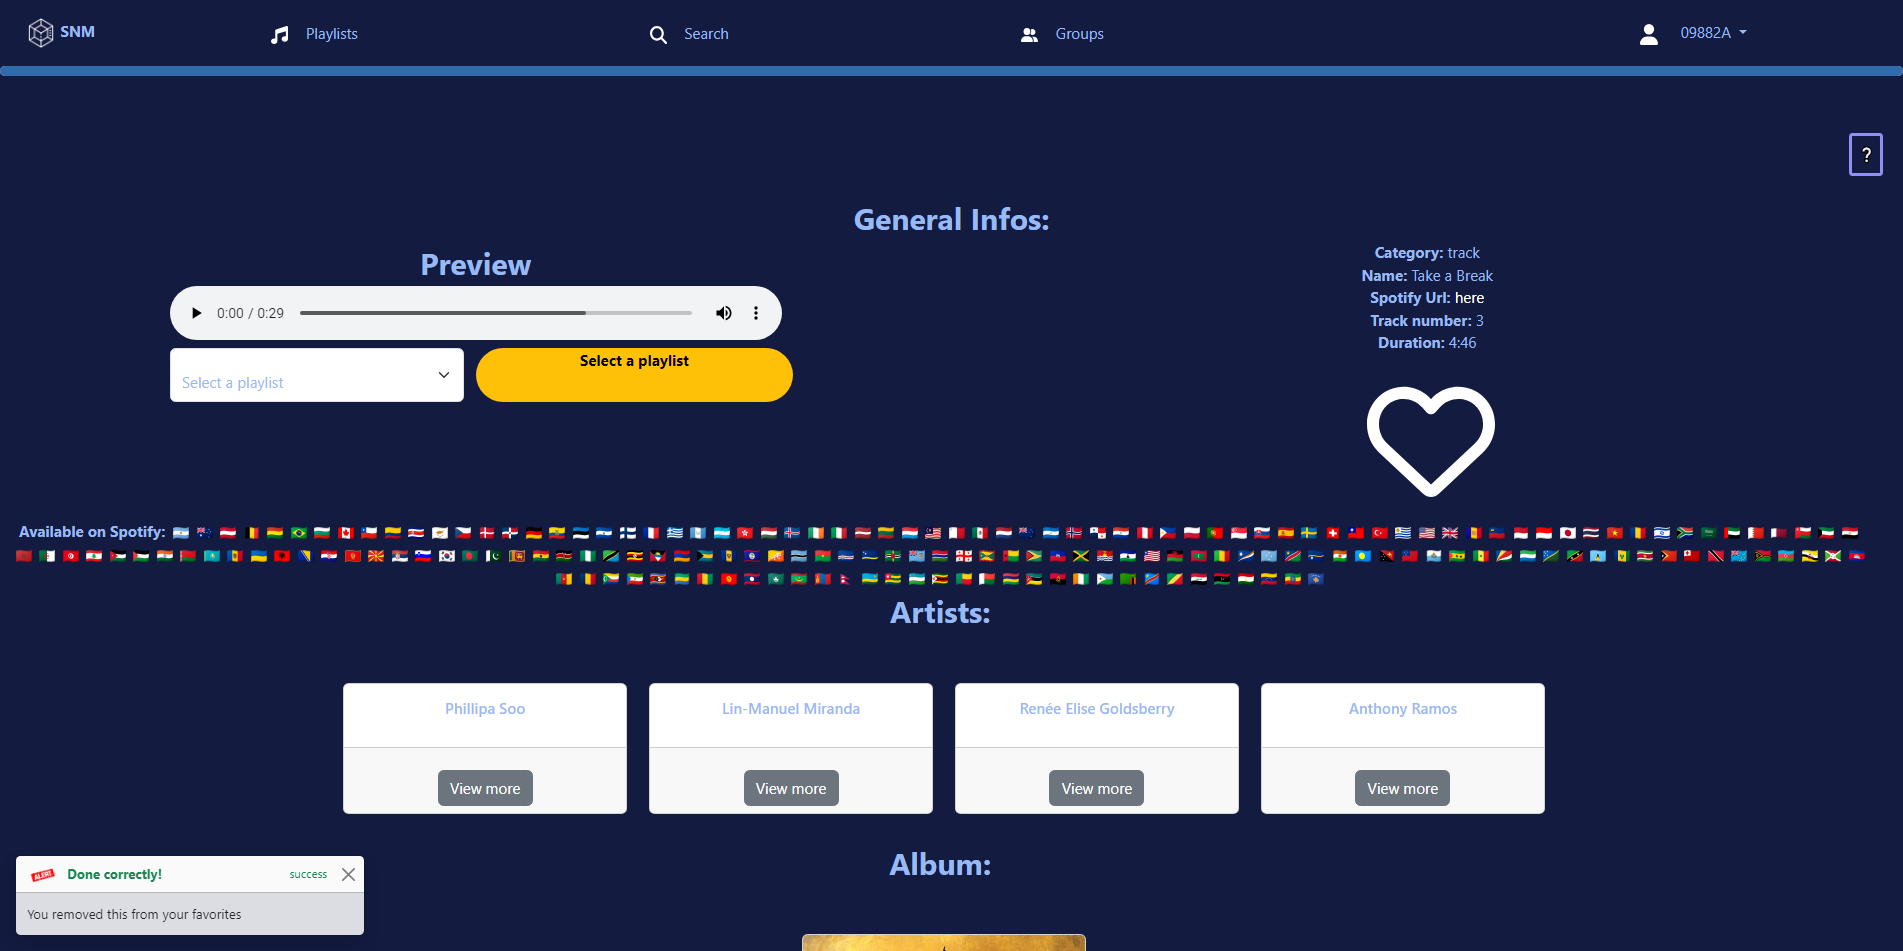 SNM
Playlists
Search
Groups
09882A
?
General Infos:
Preview
0:00 / 0:29
Select a playlist
Select a playlist
Category: track
Name: Take a Break
Spotify Url: here
Track number: 3
Duration: 4:46
Available on Spotify:
Artists:
Phillipa Soo
View more
Lin-Manuel Miranda
View more
Renée Elise Goldsberry
View more
Anthony Ramos
View more
Album:
ALERT
Done correctly!
success
You removed this from your favorites